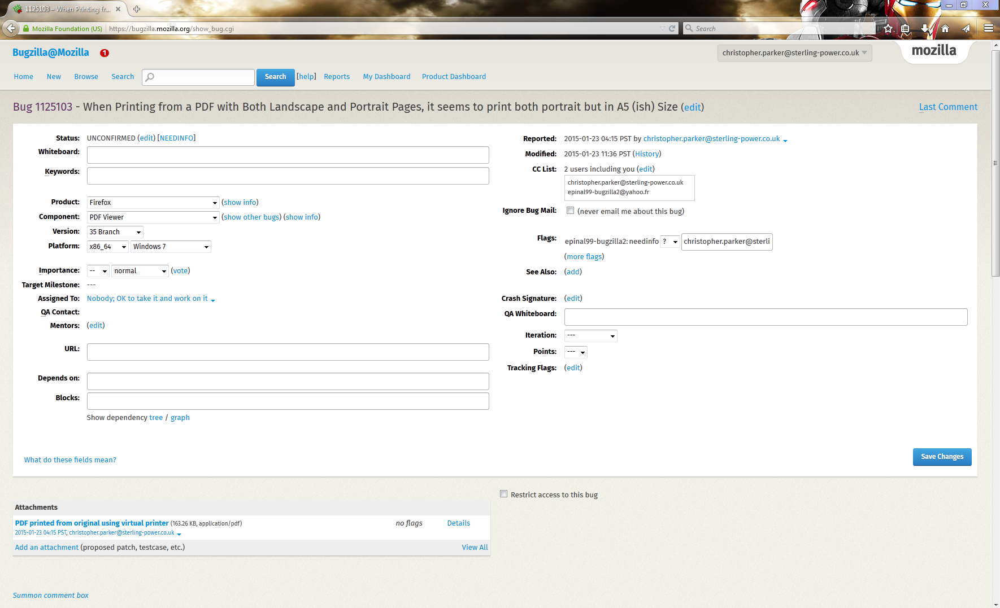 1125103 – When Printing fr...
Mozilla Foundation (US) https://bugzilla.mozilla.org/show_bug.cgi Search
Bugzilla@Mozilla 1 christopher.parker@sterling-power.co.uk mozilla
Home New Browse Search Search [help] Reports My Dashboard Product Dashboard
Bug 1125103 - When Printing from a PDF with Both Landscape and Portrait Pages, it seems to print both portrait but in A5 (ish) Size (edit) Last Comment
Status: UNCONFIRMED (edit) [NEEDINFO]
Whiteboard:
Keywords:
Product: Firefox (show info)
Component: PDF Viewer (show other bugs) (show info)
Version: 35 Branch
Platform: x86_64 Windows 7
Importance: -- normal (vote)
Target Milestone: ---
Assigned To: Nobody; OK to take it and work on it
QA Contact:
Mentors: (edit)
URL:
Depends on:
Blocks:
Show dependency tree / graph
Reported: 2015-01-23 04:15 PST by christopher.parker@sterling-power.co.uk
Modified: 2015-01-23 11:36 PST (History)
CC List: 2 users including you (edit)
christopher.parker@sterling-power.co.uk
epinal99-bugzilla2@yahoo.fr
Ignore Bug Mail: (never email me about this bug)
Flags: epinal99-bugzilla2: needinfo ? christopher.parker@sterli
(more flags)
See Also: (add)
Crash Signature: (edit)
QA Whiteboard:
Iteration: ---
Points: ---
Tracking Flags: (edit)
What do these fields mean? Save Changes
Restrict access to this bug
Attachments
PDF printed from original using virtual printer (163.26 KB, application/pdf) no flags Details
2015-01-23 04:15 PST, christopher.parker@sterling-power.co.uk
Add an attachment (proposed patch, testcase, etc.) View All
Summon comment box